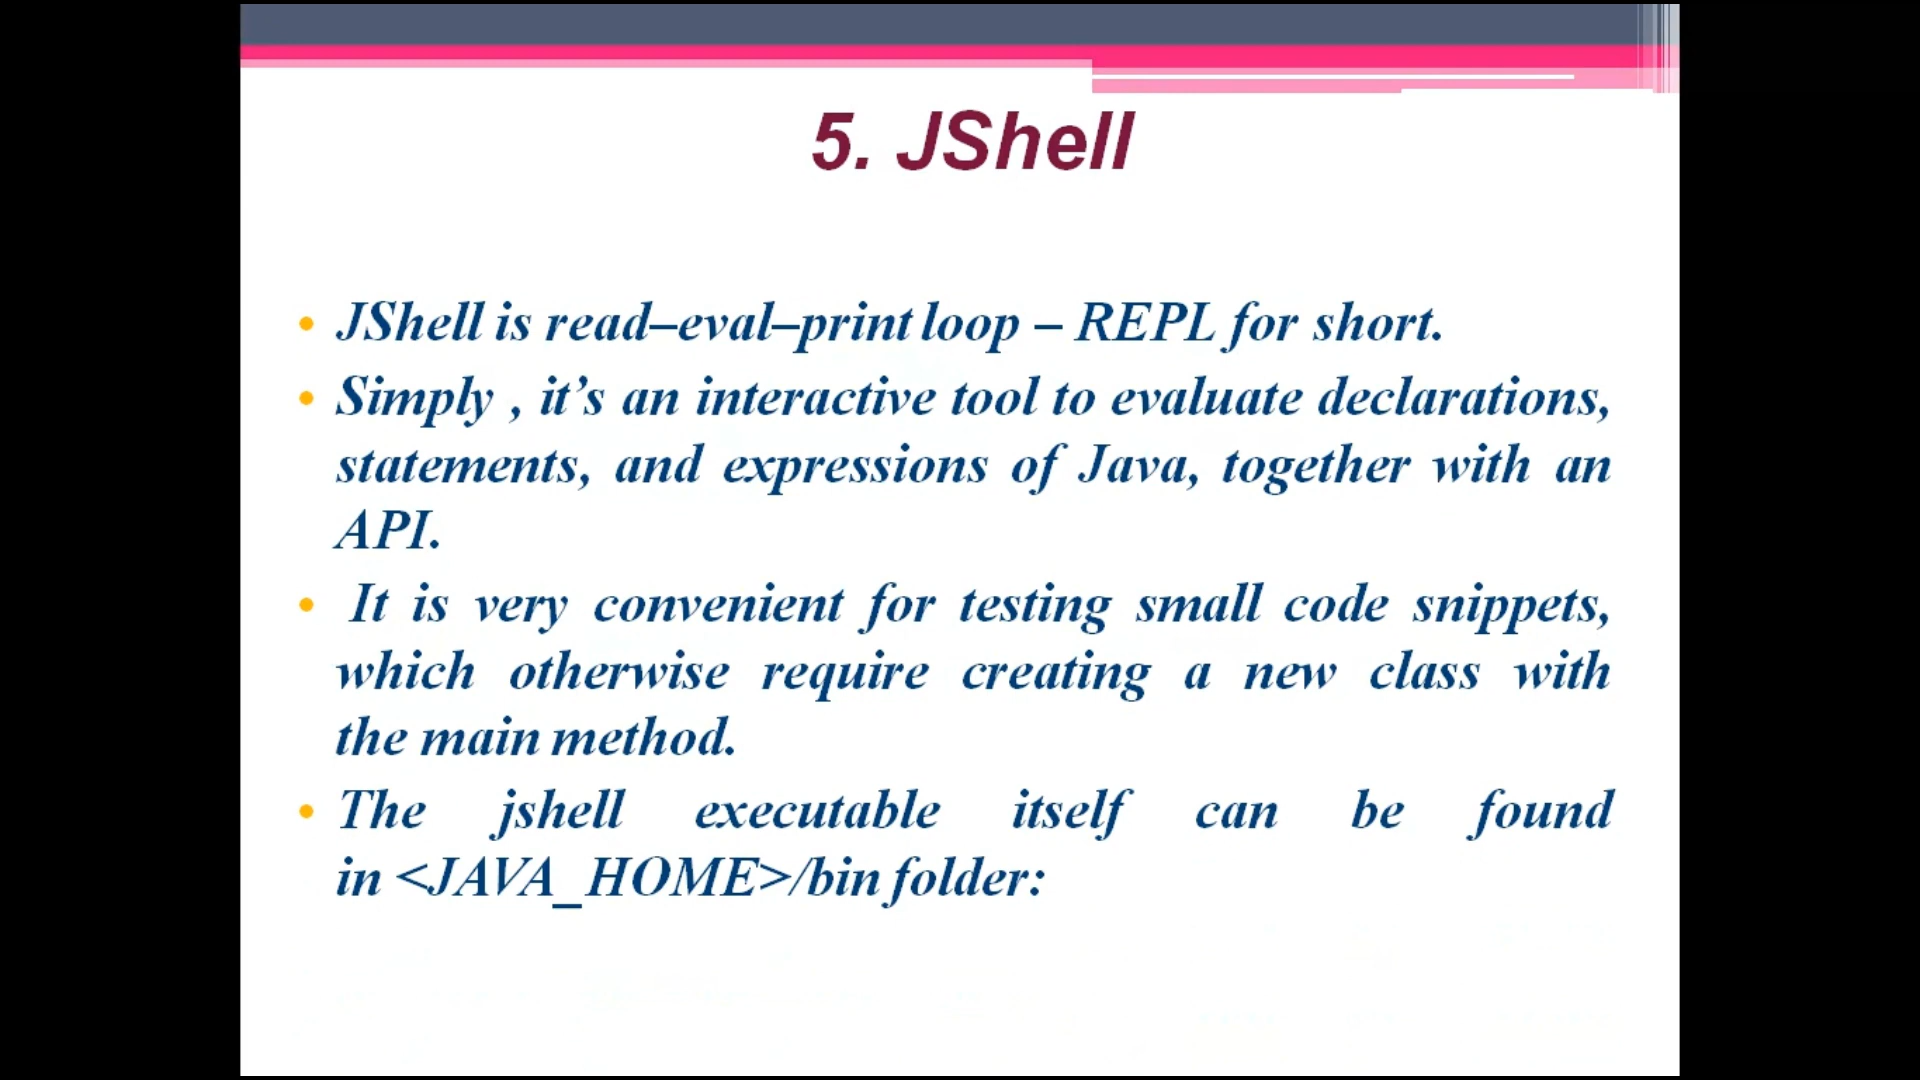 5. JShell
• JShell is read–eval–print loop – REPL for short.
• Simply , it’s an interactive tool to evaluate declarations,
statements, and expressions of Java, together with an
API.
• It is very convenient for testing small code snippets,
which otherwise require creating a new class with
the main method.
• The jshell executable itself can be found
in <JAVA_HOME>/bin folder: